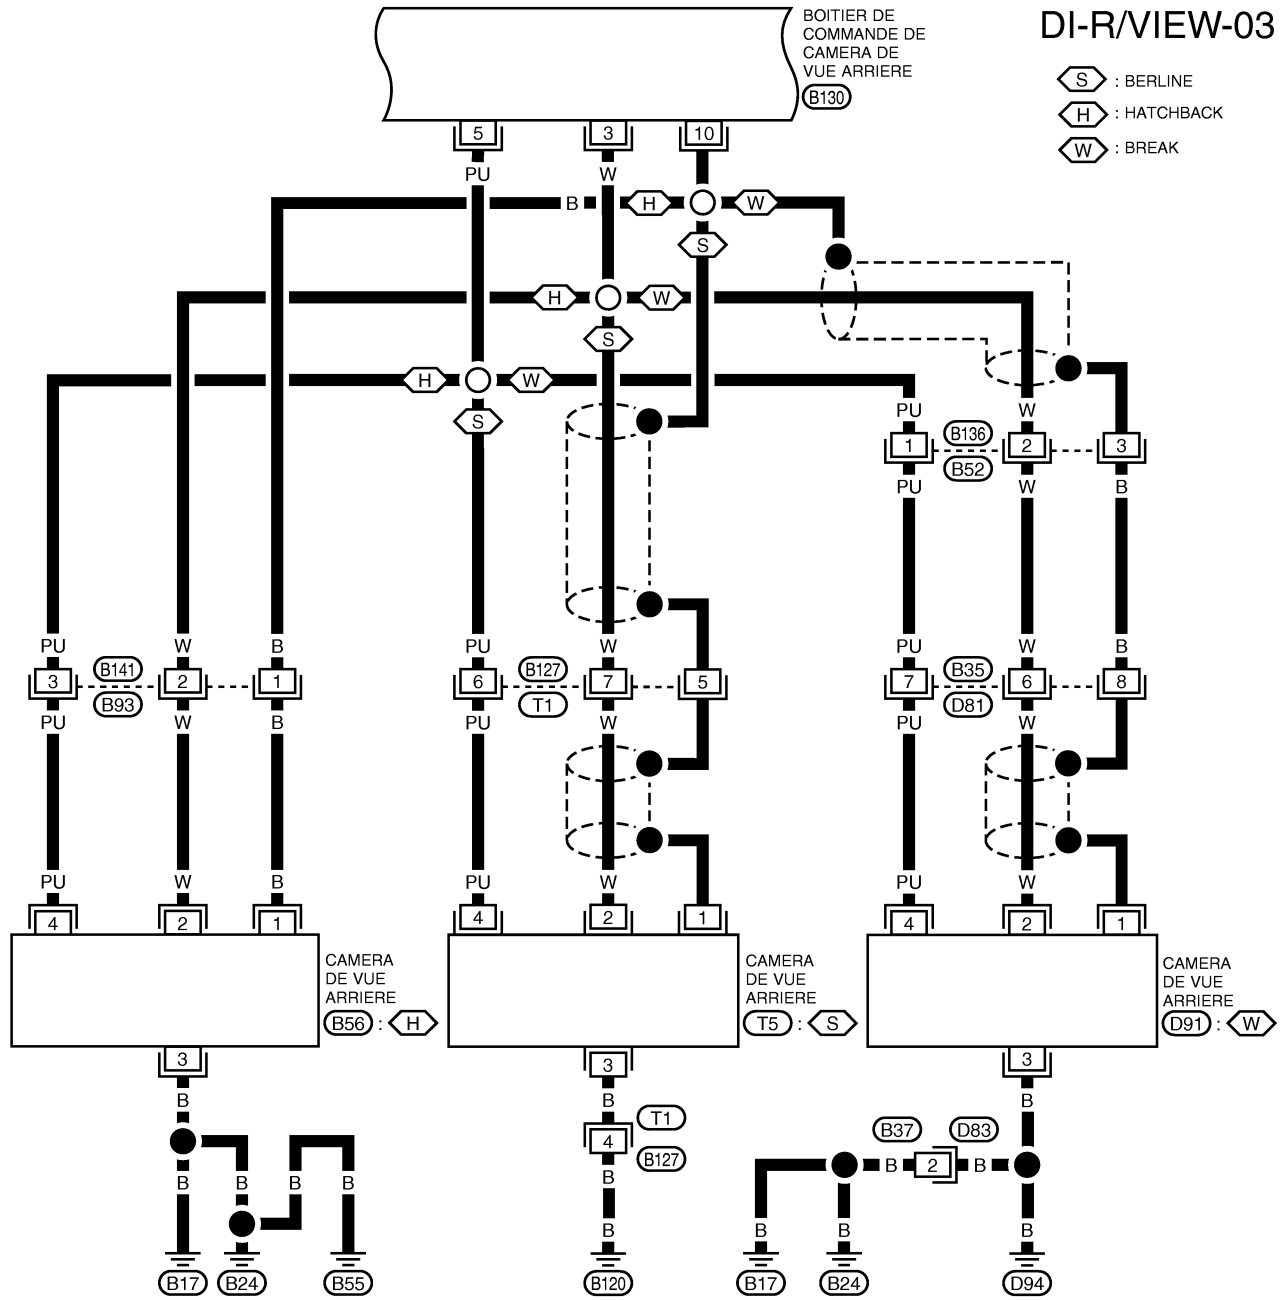 BOITIER DE
COMMANDE DE
CAMERA DE
VUE ARRIERE
B130
DI-R/VIEW-03
S : BERLINE
H : HATCHBACK
W : BREAK
5 3 10
PU W
B H W
S
H W
S
H W
S
PU W
1 B136 2 3
B52
PU W B
PU W B PU W PU W B
3 B141 2 1 6 B127 7 5 7 B35 6 8
B93 T1 D81
PU W B PU W PU W
PU W B PU W PU W
4 2 1 4 2 1 4 2 1
CAMERA
DE VUE
ARRIERE
B56 : H
CAMERA
DE VUE
ARRIERE
T5 : S
CAMERA
DE VUE
ARRIERE
D91 : W
3 3 3
B B B
T1
4
B127
B37 D83
B 2 B
B B B B B
B B
B17 B24 B55 B120 B17 B24 D94